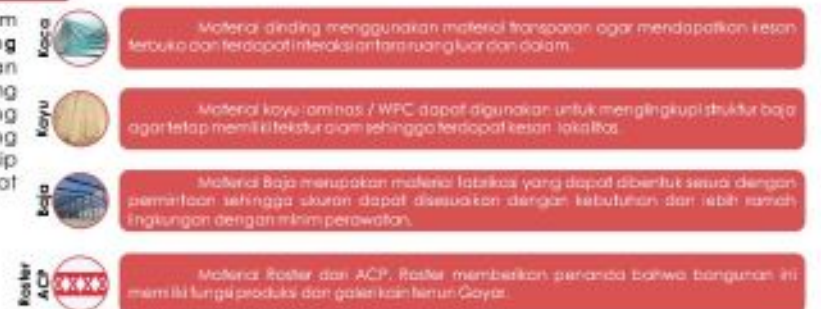 Kaca
Material dinding menggunakan material transparan agar mendapatkan kesan
terbuka dan terdapat interaksi antara ruang luar dan dalam.
Kayu
Material kayu laminasi / WPC dapat digunakan untuk menglingkupi struktur baja
agar tetap memiliki tekstur alam sehingga terdapat kesan lokalitas.
Baja
Material Baja merupakan material fabrikasi yang dapat dibentuk sesuai dengan
permintaan sehingga ukuran dapat disesuaikan dengan kebutuhan dan lebih ramah
lingkungan dengan minim perawatan.
Roster
ACP
Material Roster dari ACP. Roster memberikan penanda bahwa bangunan ini
memiliki fungsi produksi dan galeri kain tenun Goyor.